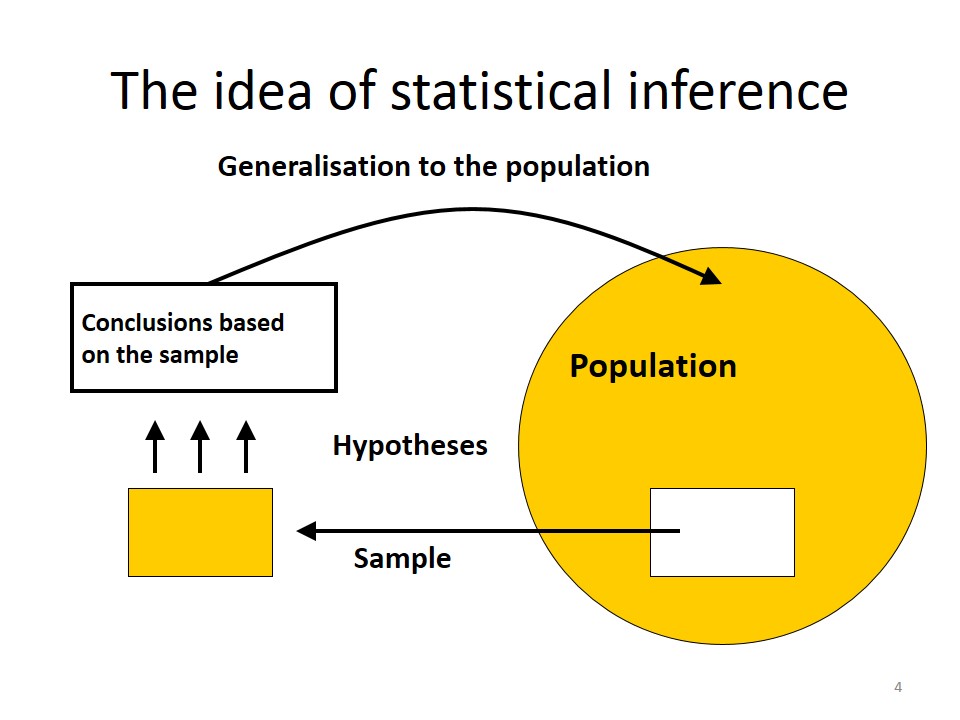 The idea of statistical inference
Generalisation to the population
Conclusions based
on the sample
Population
Hypotheses
Sample
4